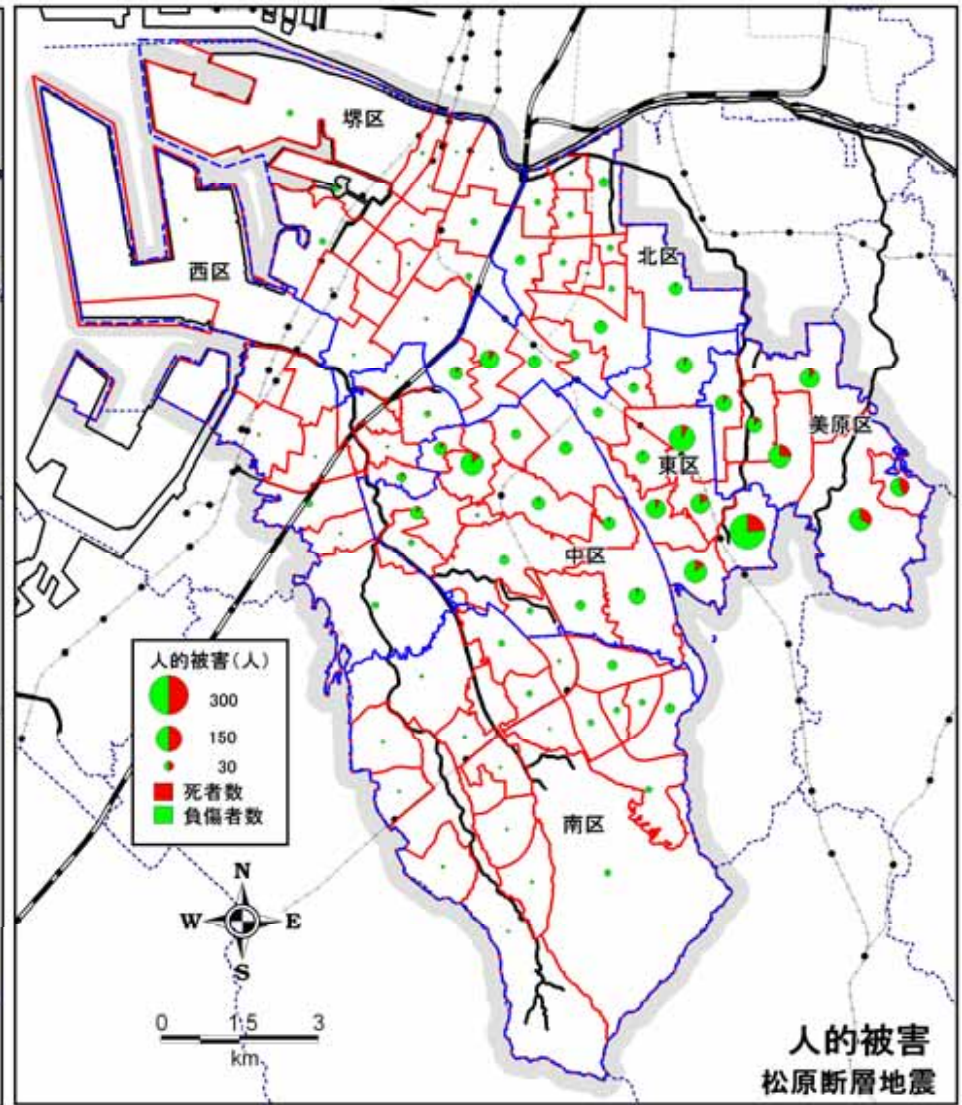 堺区
西区
北区
美原区
東区
中区
人的被害(人)
300
150
30
死者数
負傷者数
南区
N
W
E
S
0 1.5 3
km
人的被害
松原断層地震